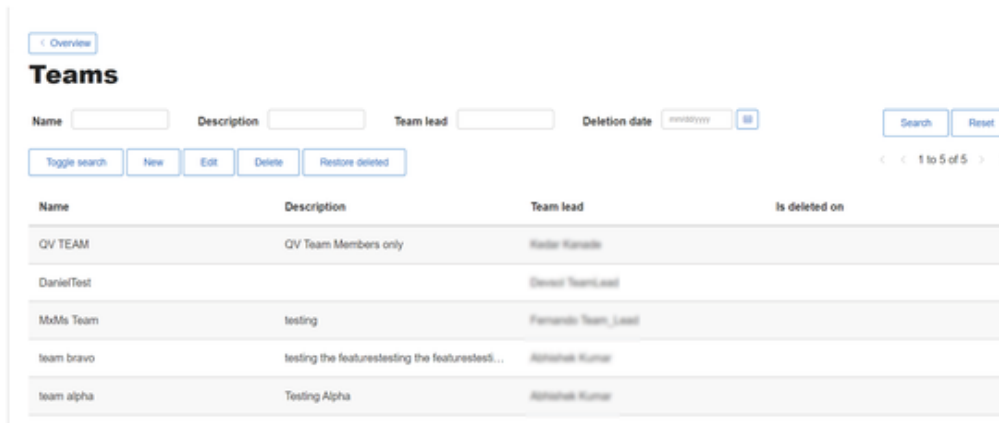 < Overview
Teams
Name Description Team lead Deletion date mm/dd/yyyy Search Reset
Toggle search New Edit Delete Restore deleted < < 1 to 5 of 5 >
Name Description Team lead Is deleted on
QV TEAM QV Team Members only
DanielTest
MxMs Team testing
team bravo testing the featurestesting the featurestesti...
team alpha Testing Alpha